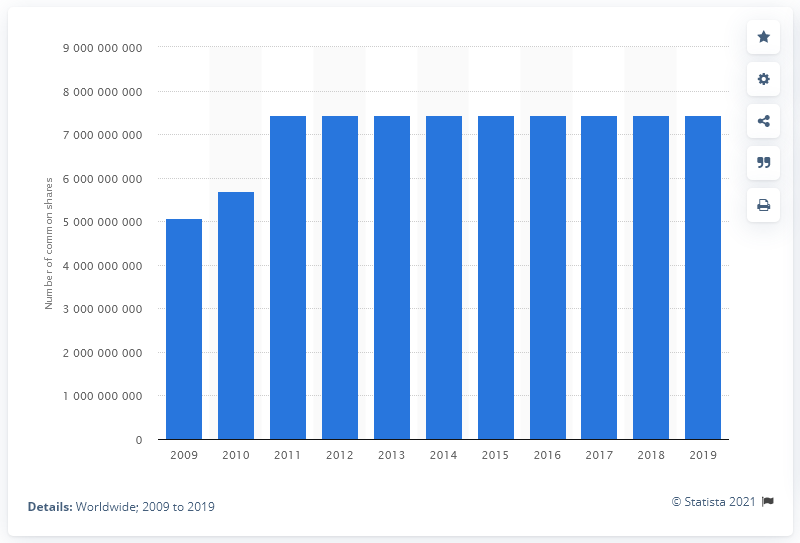 9 000 000 000
8 000 000 000
7 000 000 000
6 000 000 000
5 000 000 000
4 000 000 000
3 000 000 000
2 000 000 000
1 000 000 000
0
Number of common shares
2009 2010 2011 2012 2013 2014 2015 2016 2017 2018 2019
Details: Worldwide; 2009 to 2019
© Statista 2021